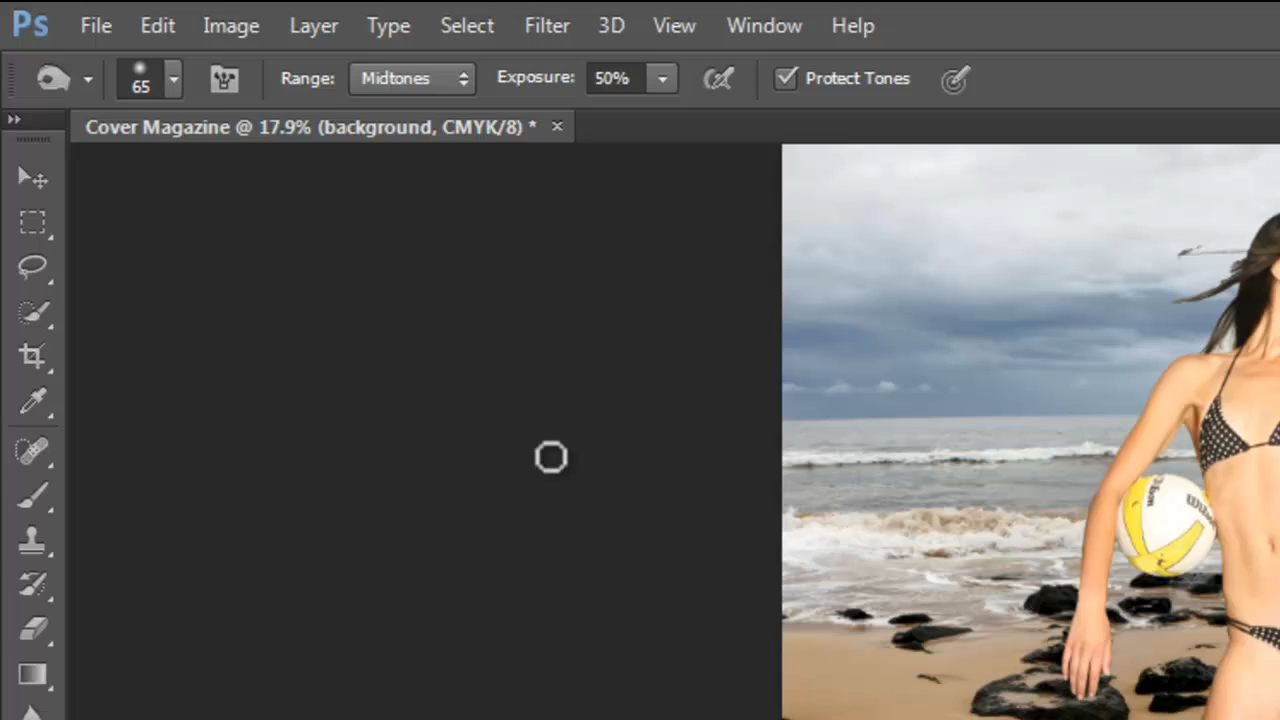 Ps File Edit Image Layer Type Select Filter 3D View Window Help
65 Range: Midtones Exposure: 50% Protect Tones
Cover Magazine @ 17.9% (background, CMYK/8) * ×